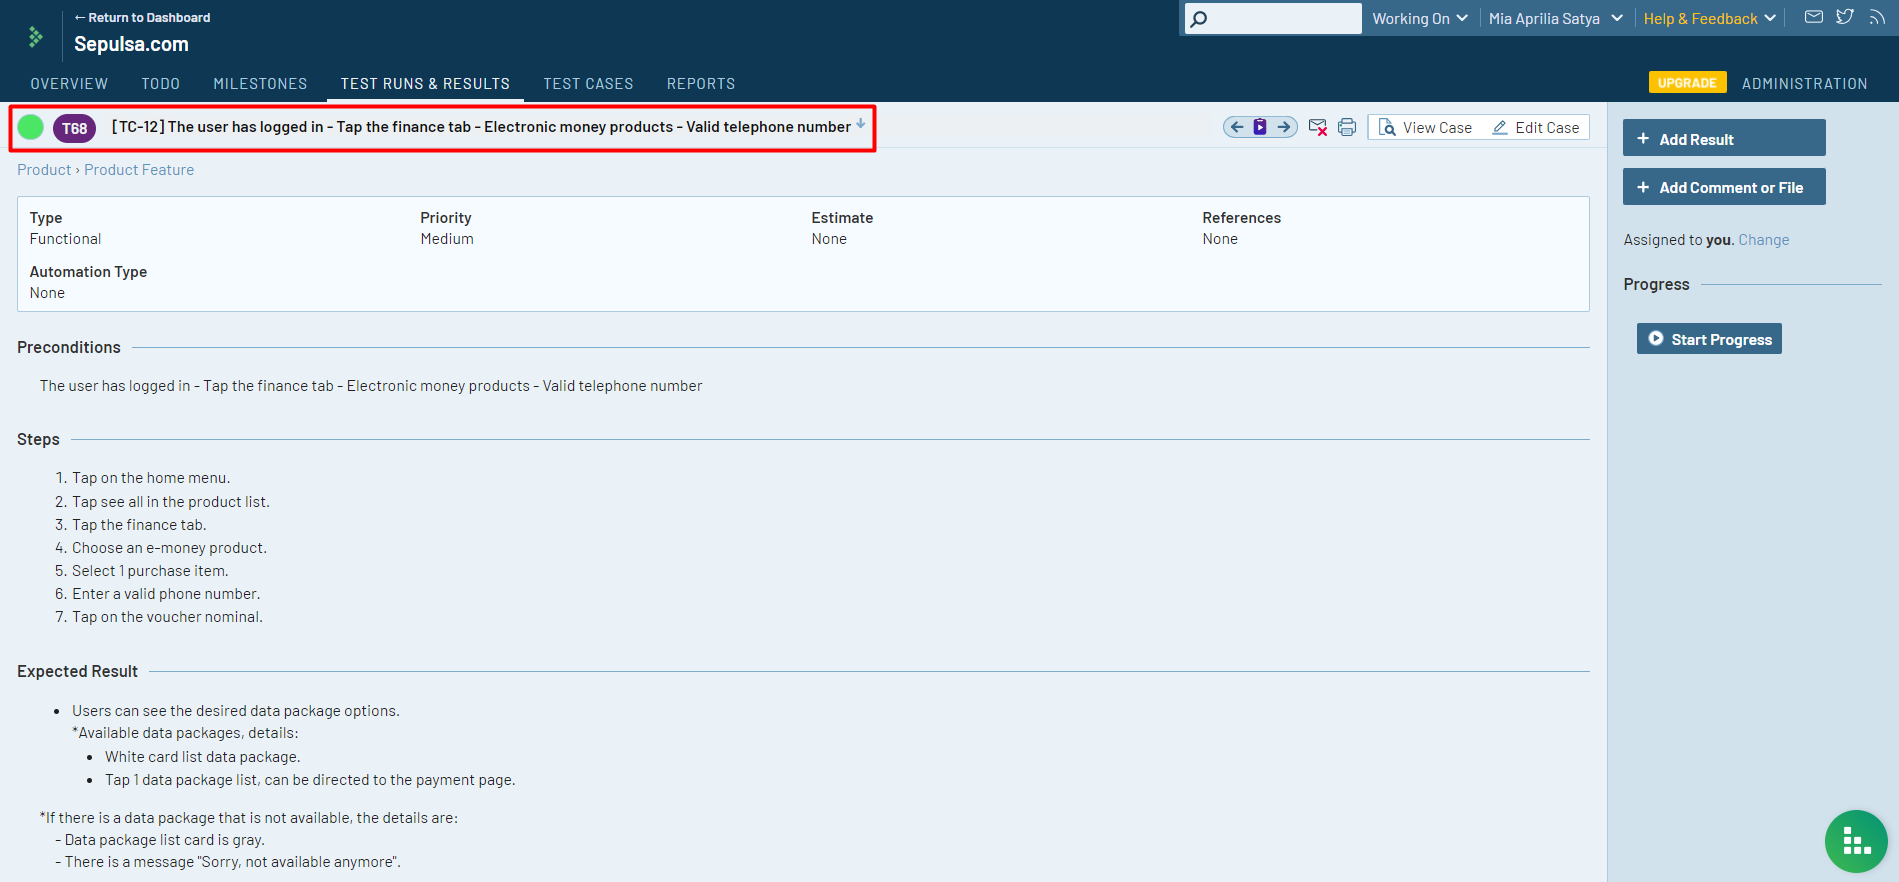 ← Return to Dashboard
Sepulsa.com
Working On
Mia Aprilia Satya
Help & Feedback
OVERVIEW TODO MILESTONES TEST RUNS & RESULTS TEST CASES REPORTS
UPGRADE ADMINISTRATION
T68 [TC-12] The user has logged in - Tap the finance tab - Electronic money products - Valid telephone number
View Case Edit Case
Product › Product Feature
Type Priority Estimate References
Functional Medium None None
Automation Type
None
Preconditions
The user has logged in - Tap the finance tab - Electronic money products - Valid telephone number
Steps
1. Tap on the home menu.
2. Tap see all in the product list.
3. Tap the finance tab.
4. Choose an e-money product.
5. Select 1 purchase item.
6. Enter a valid phone number.
7. Tap on the voucher nominal.
Expected Result
• Users can see the desired data package options.
*Available data packages, details:
• White card list data package.
• Tap 1 data package list, can be directed to the payment page.
*If there is a data package that is not available, the details are:
- Data package list card is gray.
- There is a message "Sorry, not available anymore".
+ Add Result
+ Add Comment or File
Assigned to you. Change
Progress
Start Progress